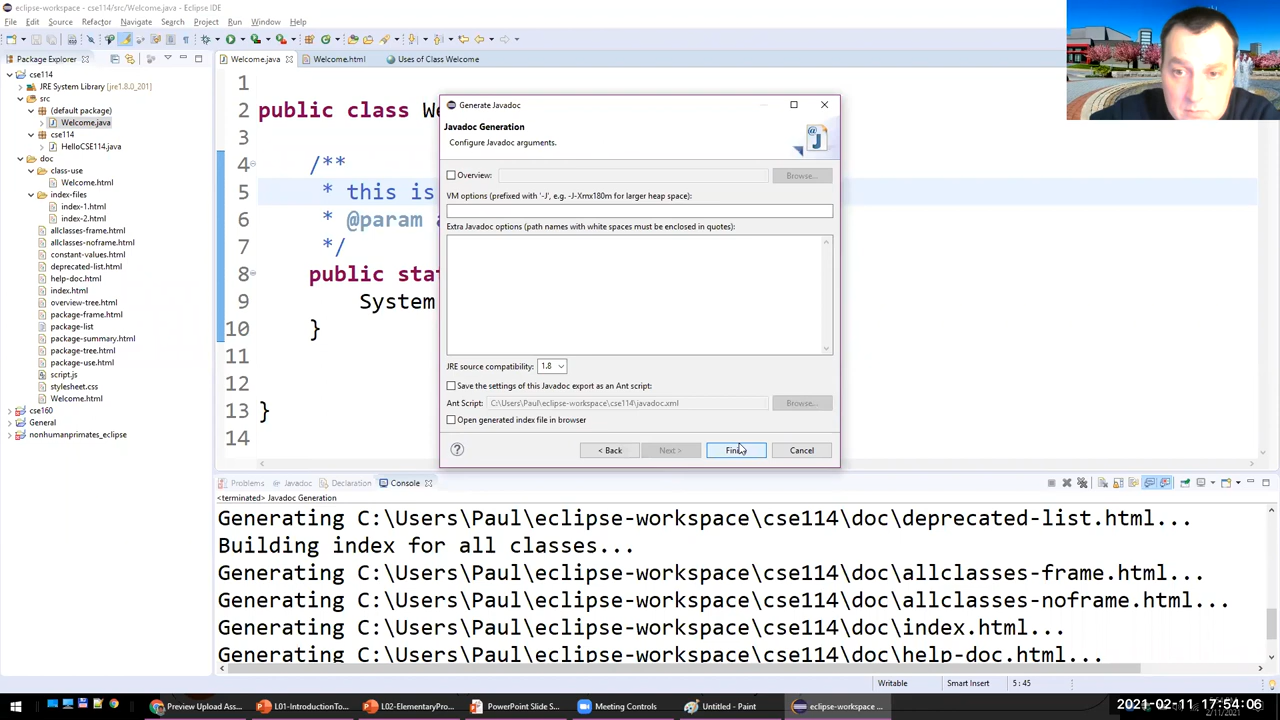 eclipse-workspace - cse114/src/Welcome.java - Eclipse IDE
File Edit Source Refactor Navigate Search Project Run Window Help
Package Explorer
Welcome.java
Welcome.html
Uses of Class Welcome
cse114
JRE System Library [jre1.8.0_201]
src
(default package)
Welcome.java
cse114
HelloCSE114.java
doc
class-use
Welcome.html
index-files
index-1.html
index-2.html
allclasses-frame.html
allclasses-noframe.html
constant-values.html
deprecated-list.html
help-doc.html
index.html
overview-tree.html
package-frame.html
package-list
package-summary.html
package-tree.html
package-use.html
script.js
stylesheet.css
Welcome.html
cse160
General
nonhumanprimates_eclipse
1
2 public class We
3
4 /**
5 * this is
6 * @param a
7 */
8 public stat
9 System
10 }
11
12
13 }
14
Generate Javadoc
Javadoc Generation
Configure Javadoc arguments.
@
J
Overview:
Browse...
VM options (prefixed with '-J', e.g. -J-Xmx180m for larger heap space):
Extra Javadoc options (path names with white spaces must be enclosed in quotes):
JRE source compatibility: 1.8
Save the settings of this Javadoc export as an Ant script:
Ant Script: C:\Users\Paul\eclipse-workspace\cse114\javadoc.xml Browse...
Open generated index file in browser
< Back Next > Finish Cancel
Problems Javadoc Declaration Console
<terminated> Javadoc Generation
Generating C:\Users\Paul\eclipse-workspace\cse114\doc\deprecated-list.html...
Building index for all classes...
Generating C:\Users\Paul\eclipse-workspace\cse114\doc\allclasses-frame.html...
Generating C:\Users\Paul\eclipse-workspace\cse114\doc\allclasses-noframe.html...
Generating C:\Users\Paul\eclipse-workspace\cse114\doc\index.html...
Generating C:\Users\Paul\eclipse-workspace\cse114\doc\help-doc.html...
Writable Smart Insert 5 : 45
Preview Upload Ass... L01-IntroductionTo... L02-ElementaryPro... PowerPoint Slide S... Meeting Controls Untitled - Paint eclipse-workspace ...
2021-02-11 17:54:06